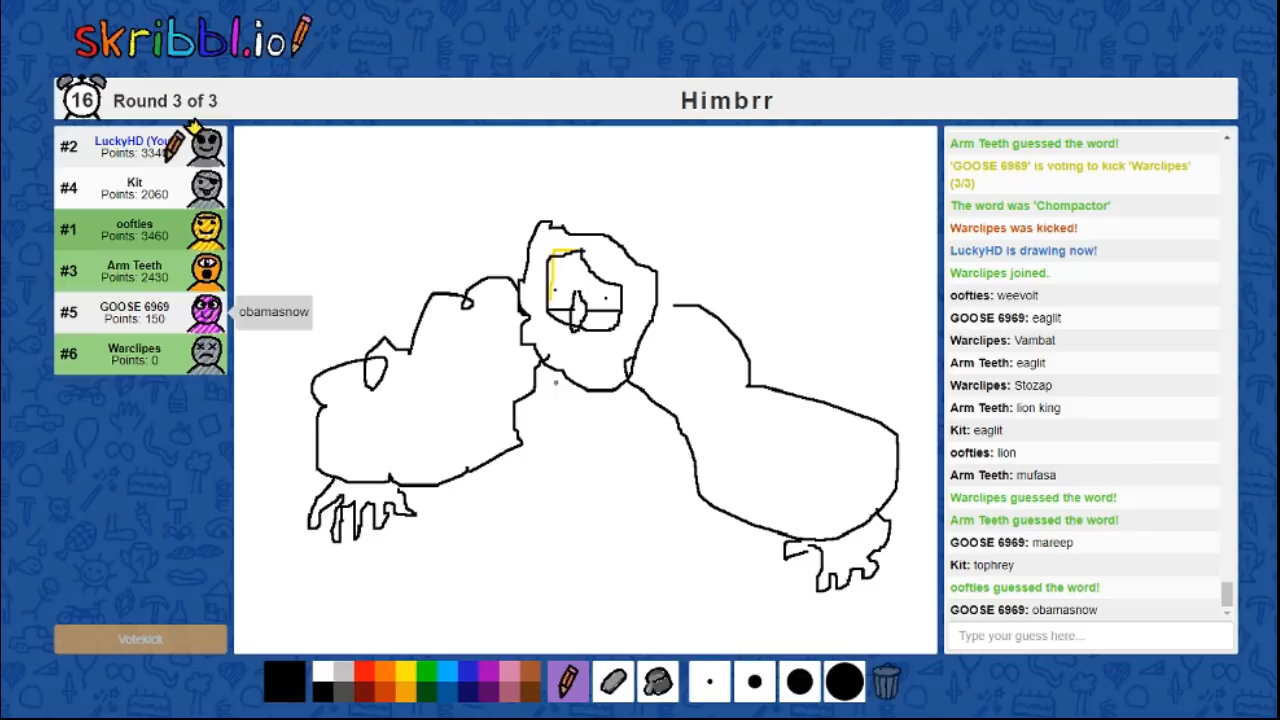 skribbl.io
16
Round 3 of 3
Himbrr
#2
LuckyHD (You
Points: 334
#4
Kit
Points: 2060
#1
oofties
Points: 3460
#3
Arm Teeth
Points: 2430
#5
GOOSE 6969
Points: 150
obamasnow
#6
Warclipes
Points: 0
Votekick
Arm Teeth guessed the word!
'GOOSE 6969' is voting to kick 'Warclipes'
(3/3)
The word was 'Chompactor'
Warclipes was kicked!
LuckyHD is drawing now!
Warclipes joined.
oofties: weevolt
GOOSE 6969: eaglit
Warclipes: Vambat
Arm Teeth: eaglit
Warclipes: Stozap
Arm Teeth: lion king
Kit: eaglit
oofties: lion
Arm Teeth: mufasa
Warclipes guessed the word!
Arm Teeth guessed the word!
GOOSE 6969: mareep
Kit: tophrey
oofties guessed the word!
GOOSE 6969: obamasnow
Type your guess here...